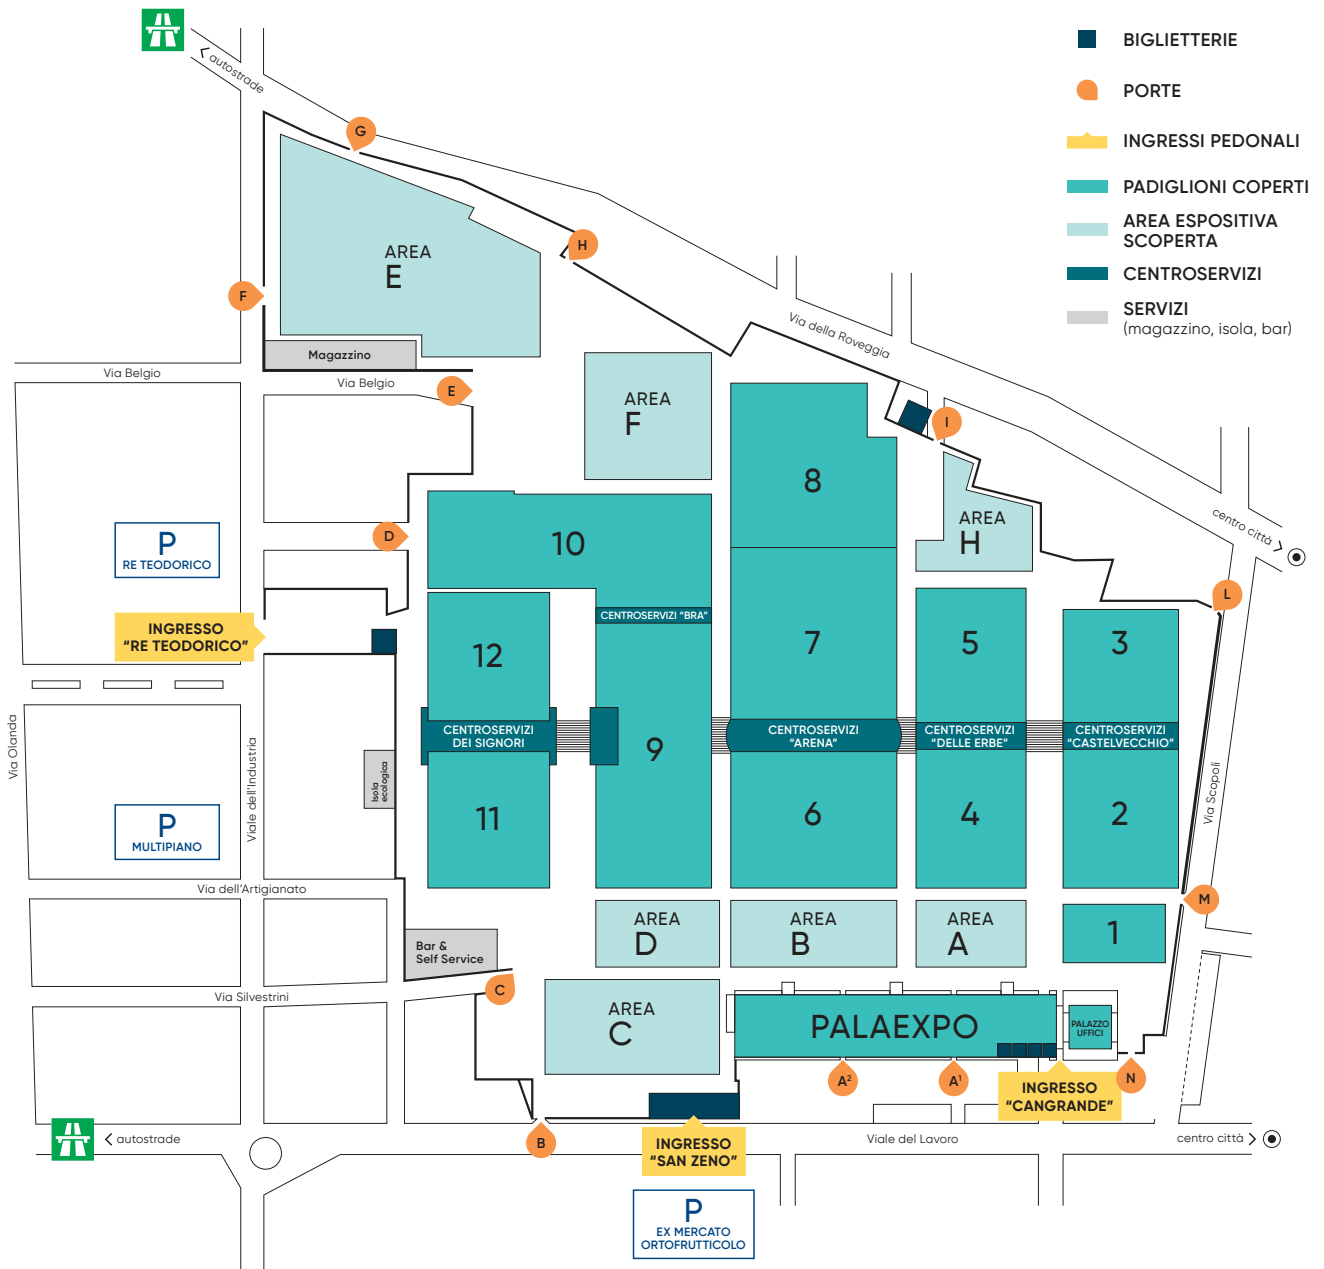 BIGLIETTERIE
PORTE
INGRESSI PEDONALI
PADIGLIONI COPERTI
AREA ESPOSITIVA
SCOPERTA
CENTROSERVIZI
SERVIZI
(magazzino, isola, bar)
< autostrade
G
H
AREA
E
F
Magazzino
Via Belgio
Via Belgio
E
Via della Roveggia
AREA
F
I
8
AREA
H
centro città >
D
10
P
RE TEODORICO
L
INGRESSO
"RE TEODORICO"
CENTROSERVIZI "BRA"
12
7
5
3
CENTROSERVIZI
DEI SIGNORI
9
CENTROSERVIZI
"ARENA"
CENTROSERVIZI
"DELLE ERBE"
CENTROSERVIZI
"CASTELVECCHIO"
Via Olanda
Viale dell'Industria
Isola
ecologica
Via Scopoli
P
MULTIPIANO
11
6
4
2
Via dell'Artigianato
M
AREA
D
AREA
B
AREA
A
1
Bar &
Self Service
C
Via Silvestrini
AREA
C
PALAEXPO
PALAZZO
UFFICI
A²
A¹
INGRESSO
"CANGRANDE"
N
< autostrade
B
INGRESSO
"SAN ZENO"
Viale del Lavoro
centro città >
P
EX MERCATO
ORTOFRUTTICOLO